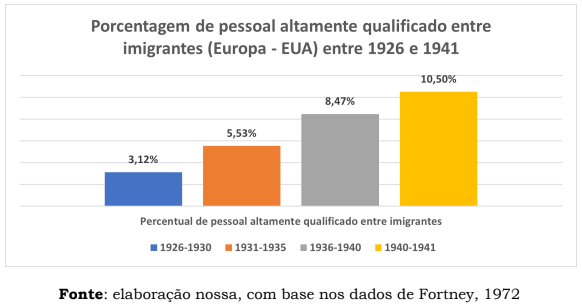 Porcentagem de pessoal altamente qualificado entre
imigrantes (Europa - EUA) entre 1926 e 1941
10,50%
8,47%
5,53%
3,12%
Percentual de pessoal altamente qualificado entre imigrantes
1926-1930 1931-1935 1936-1940 1940-1941
Fonte: elaboração nossa, com base nos dados de Fortney, 1972